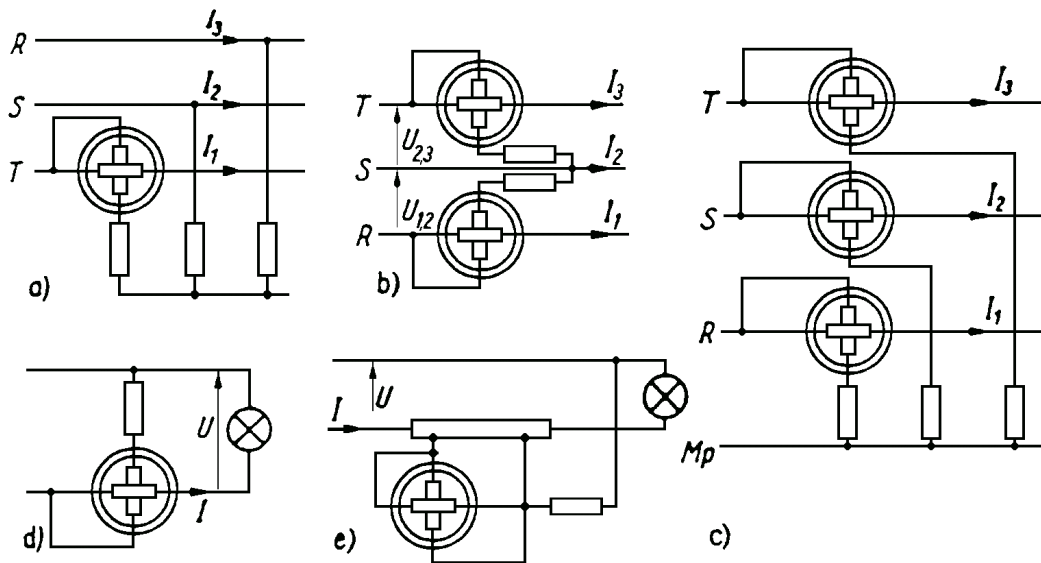 R I₃
S I₂
T I₁
a)
T I₃
U₂,₃
S I₂
U₁,₂
R I₁
b)
T I₃
S I₂
R I₁
Mp
c)
U
I
d)
I U
e)